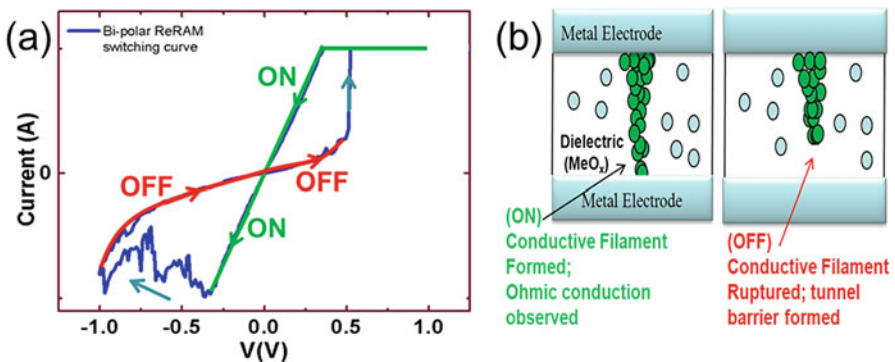 (a)
Bi-polar ReRAM
switching curve
ON
OFF
OFF
ON
Current (A)
0
-1.0 -0.5 0.0 0.5 1.0
V(V)
(b)
Metal Electrode
Dielectric
(MeOₓ)
Metal Electrode
(ON)
Conductive Filament
Formed;
Ohmic conduction
observed
(OFF)
Conductive Filament
Ruptured; tunnel
barrier formed